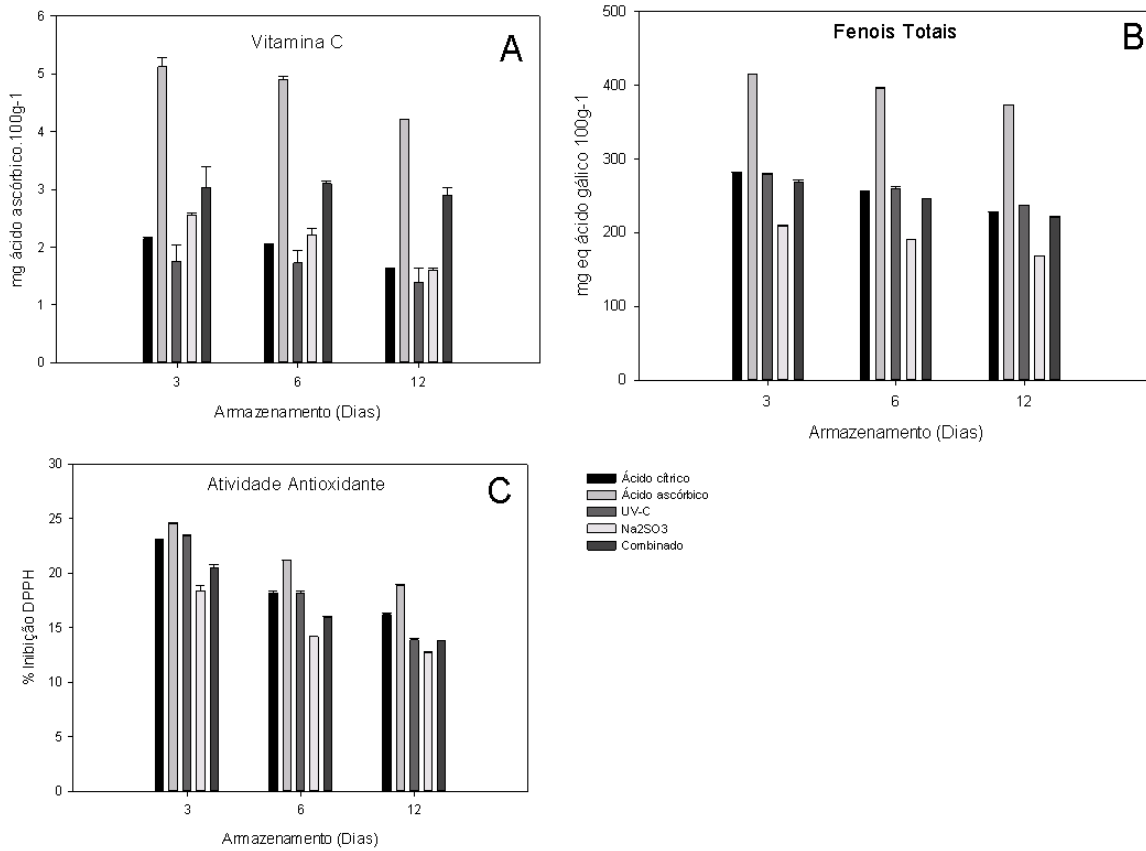 Vitamina C
A
mg ácido ascórbico.100g-1
6
5
4
3
2
1
0
3 6 12
Armazenamento (Dias)
Fenois Totais
B
mg eq ácido gálico 100g-1
500
400
300
200
100
0
3 6 12
Armazenamento (Dias)
Atividade Antioxidante
C
% Inibição DPPH
30
25
20
15
10
5
0
3 6 12
Armazenamento (Dias)
Ácido cítrico
Ácido ascórbico
UV-C
Na2SO3
Combinado